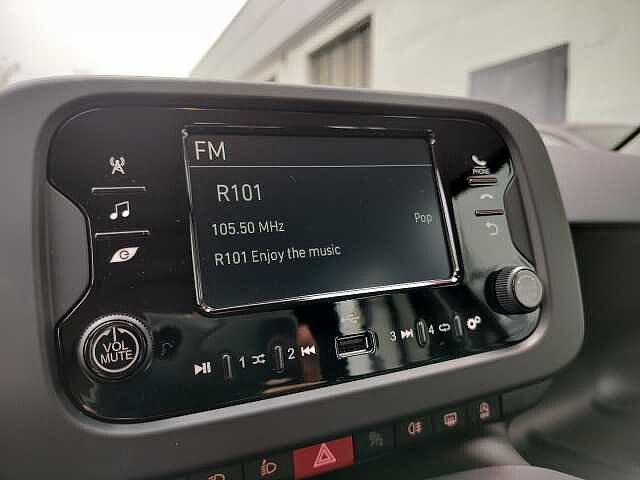 FM
R101
105.50 MHz
Pop
R101 Enjoy the music
PHONE
VOL
MUTE
1
2
3
4